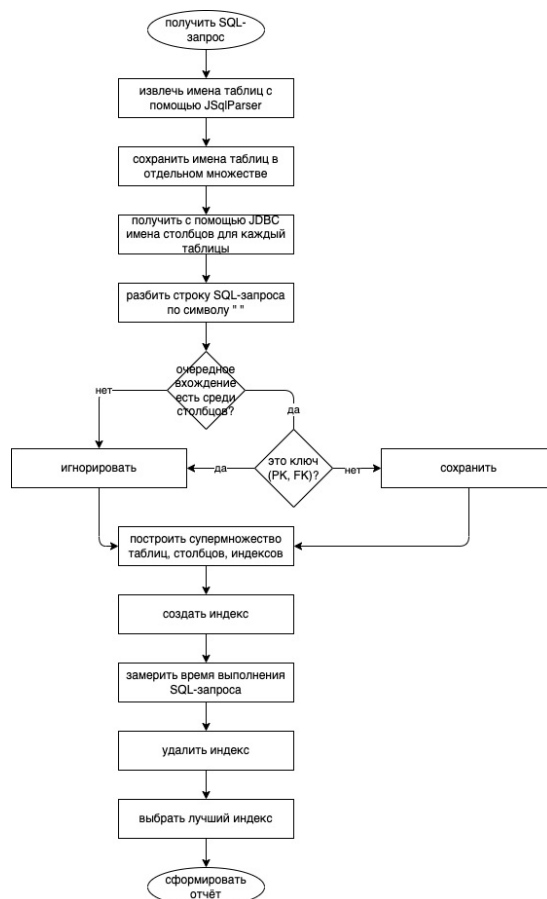 получить SQL-
запрос
извлечь имена таблиц с
помощью JSqlParser
сохранить имена таблиц в
отдельном множестве
получить с помощью JDBC
имена столбцов для каждый
таблицы
разбить строку SQL-запроса
по символу " "
очередное
вхождение
есть среди
столбцов?
нет
да
игнорировать
да
это ключ
(PK, FK)?
нет
сохранить
построить супермножество
таблиц, столбцов, индексов
создать индекс
замерить время выполнения
SQL-запроса
удалить индекс
выбрать лучший индекс
сформировать
отчёт